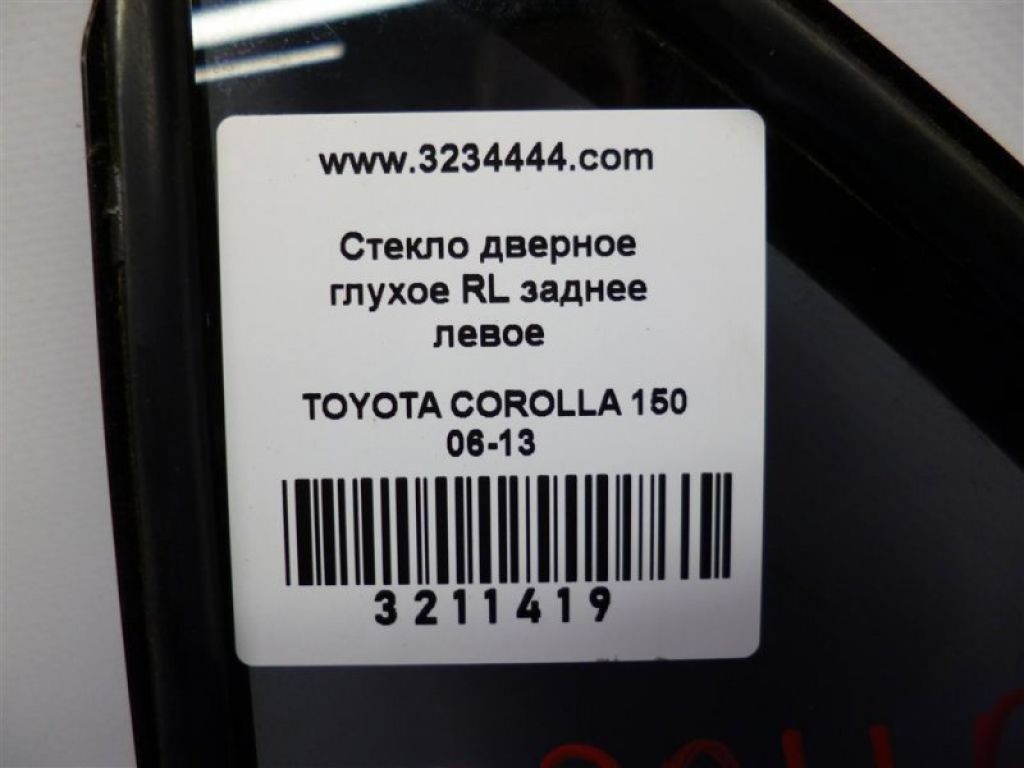 www.3234444.com
Стекло дверное
глухое RL заднее
левое
TOYOTA COROLLA 150
06-13
3211419